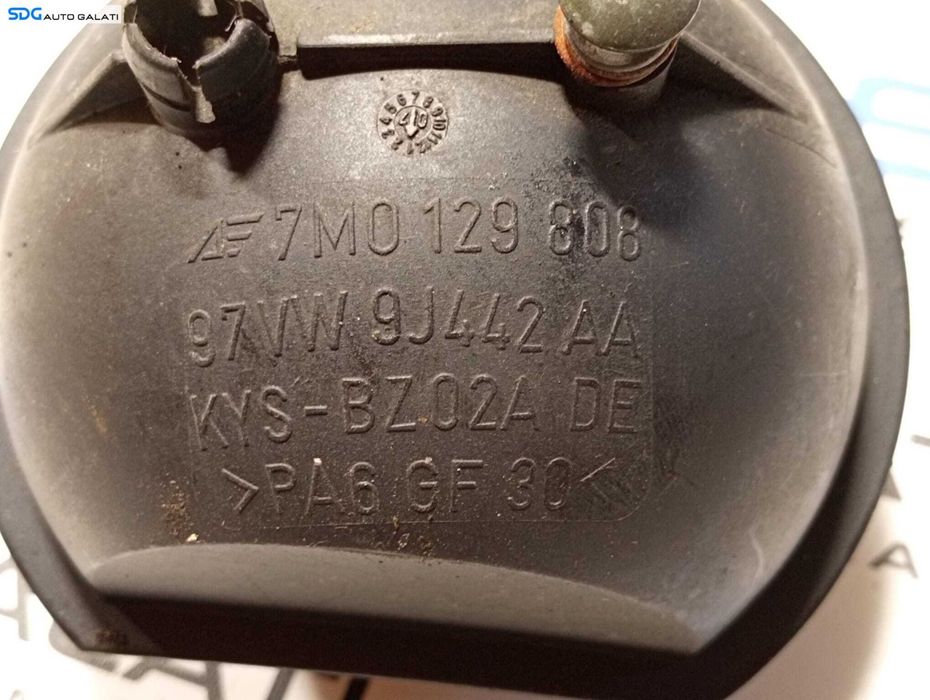 SDG AUTO GALATI
7M0 129 808
97VW 9J442 AA
KYS-BZ02A DE
>PA6 GF 30<